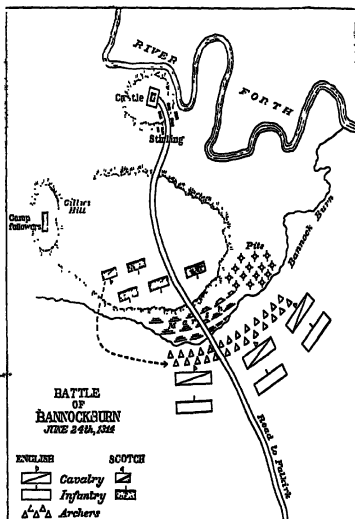 RIVER
FORTH
Castle
Stirling
Gillies
Hill
Camp
followers
Pits
Bannock Burn
BATTLE
OF
BANNOCKBURN
JUNE 24th, 1314
Road to Falkirk
ENGLISH SCOTCH
Cavalry
Infantry
Archers